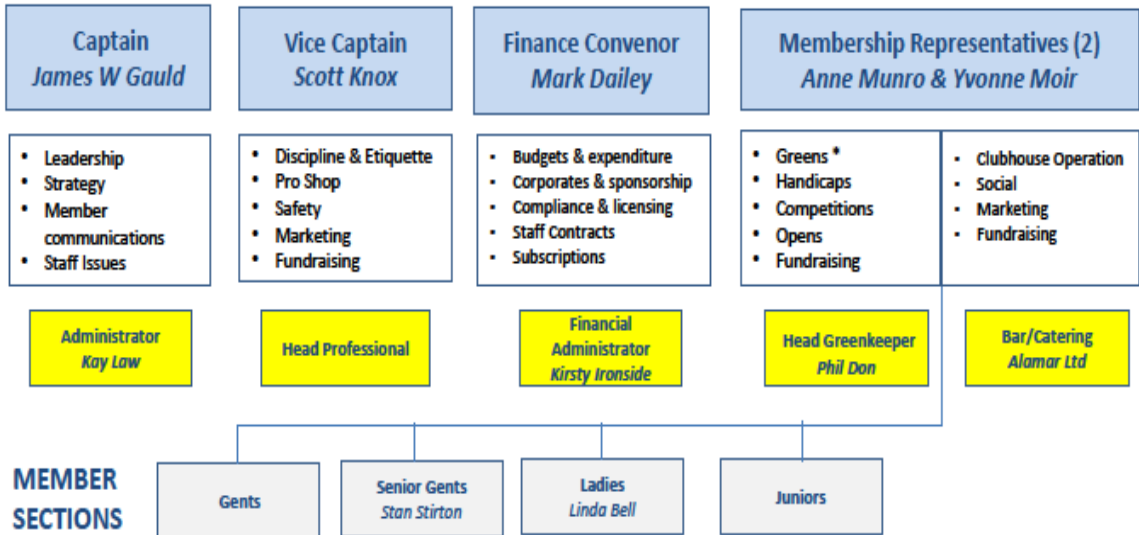 Captain
James W Gauld
Vice Captain
Scott Knox
Finance Convenor
Mark Dailey
Membership Representatives (2)
Anne Munro & Yvonne Moir
• Leadership
• Strategy
• Member
communications
• Staff Issues
• Discipline & Etiquette
• Pro Shop
• Safety
• Marketing
• Fundraising
▪ Budgets & expenditure
▪ Corporates & sponsorship
▪ Compliance & licensing
▪ Staff Contracts
▪ Subscriptions
• Greens *
• Handicaps
• Competitions
• Opens
• Fundraising
▪ Clubhouse Operation
▪ Social
▪ Marketing
▪ Fundraising
Administrator
Kay Law
Head Professional
Financial
Administrator
Kirsty Ironside
Head Greenkeeper
Phil Don
Bar/Catering
Alamar Ltd
MEMBER
SECTIONS
Gents
Senior Gents
Stan Stirton
Ladies
Linda Bell
Juniors